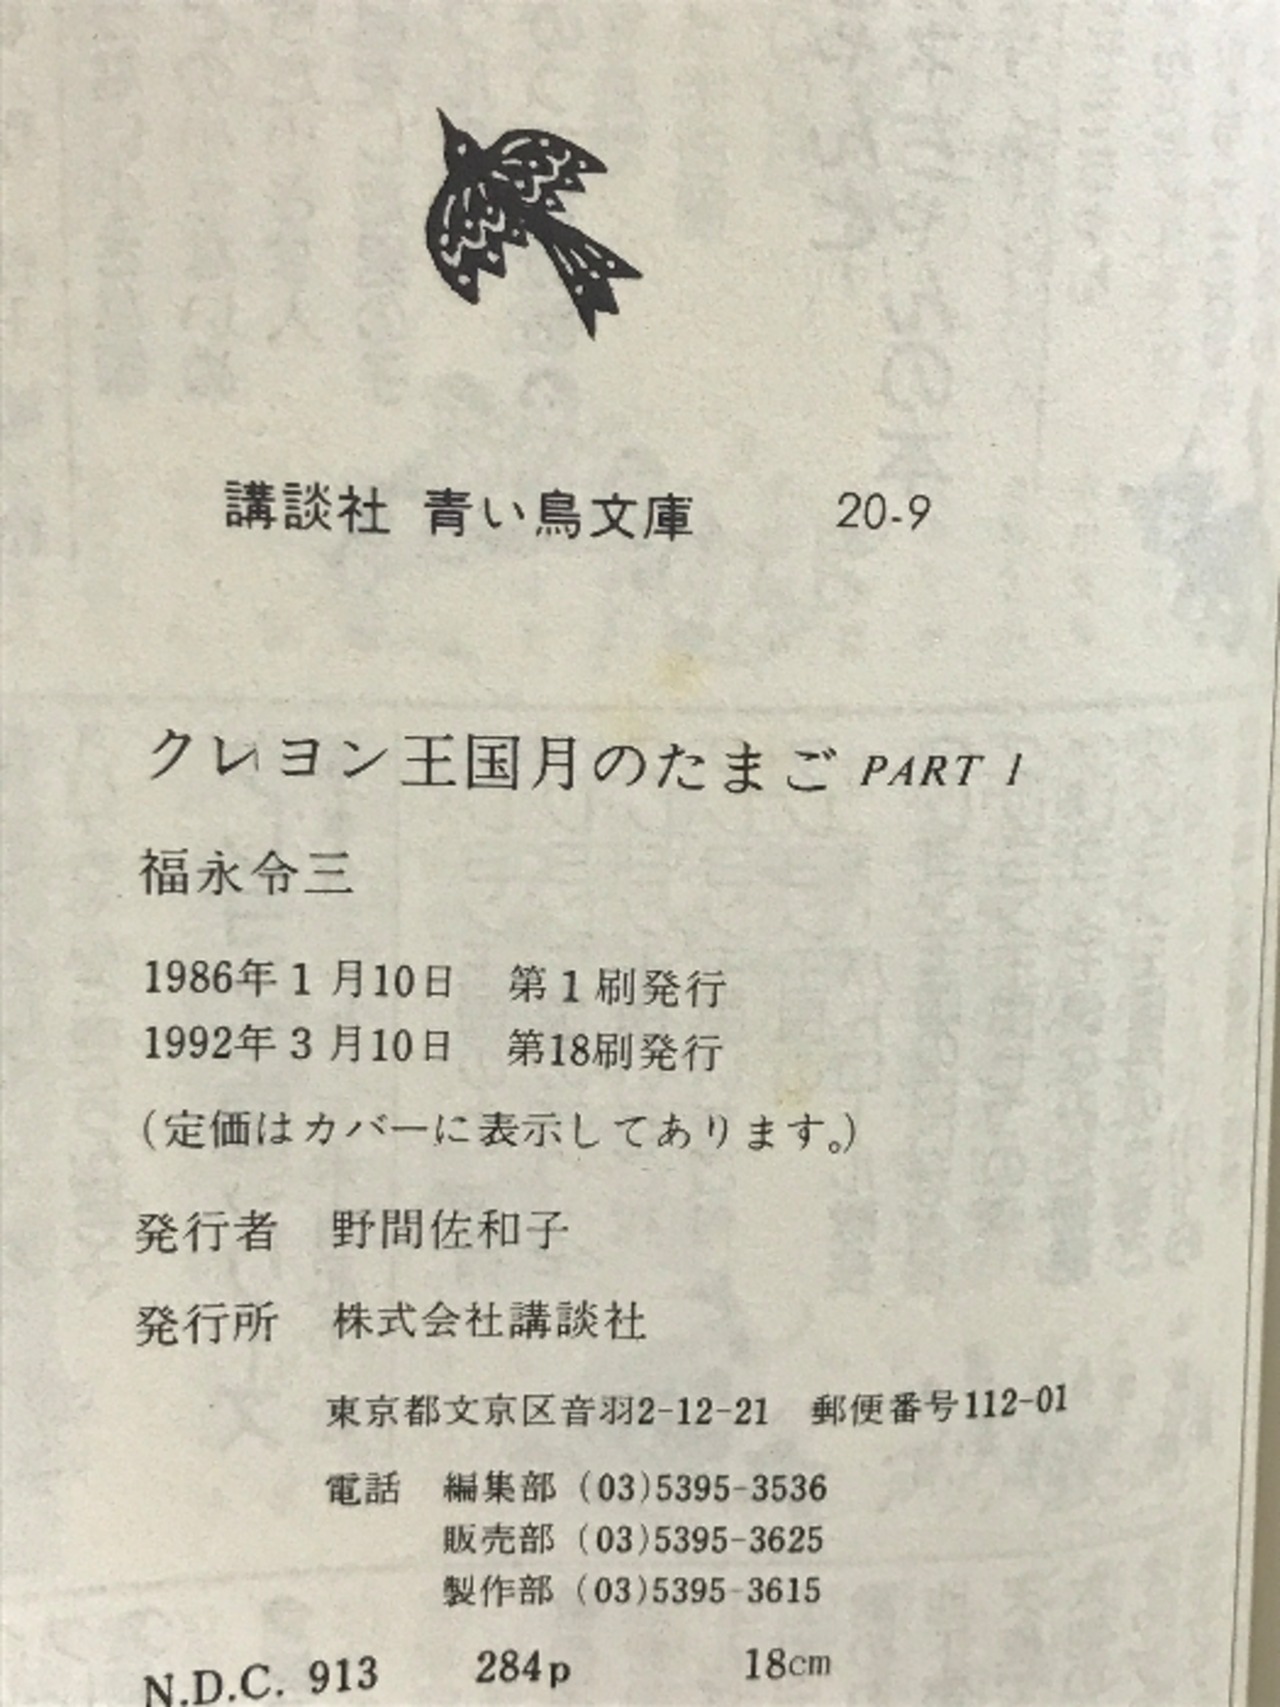 講談社 青い鳥文庫 20-9
クレヨン王国月のたまご PART 1
福永令三
1986年1月10日 第1刷発行
1992年3月10日 第18刷発行
(定価はカバーに表示してあります。)
発行者 野間佐和子
発行所 株式会社講談社
東京都文京区音羽2-12-21 郵便番号112-01
電話 編集部 (03)5395-3536
販売部 (03)5395-3625
製作部 (03)5395-3615
N.D.C. 913 284p 18cm